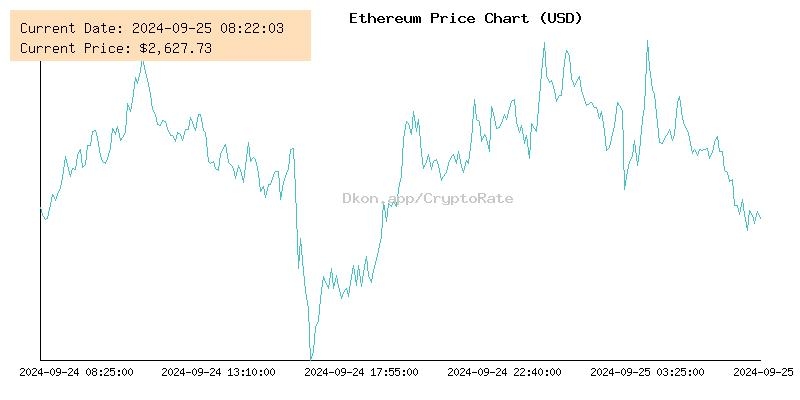 Ethereum Price Chart (USD)
Current Date: 2024-09-25 08:22:03
Current Price: $2,627.73
Dkon.app/CryptoRate
2024-09-24 08:25:00 2024-09-24 13:10:00 2024-09-24 17:55:00 2024-09-24 22:40:00 2024-09-25 03:25:00 2024-09-25